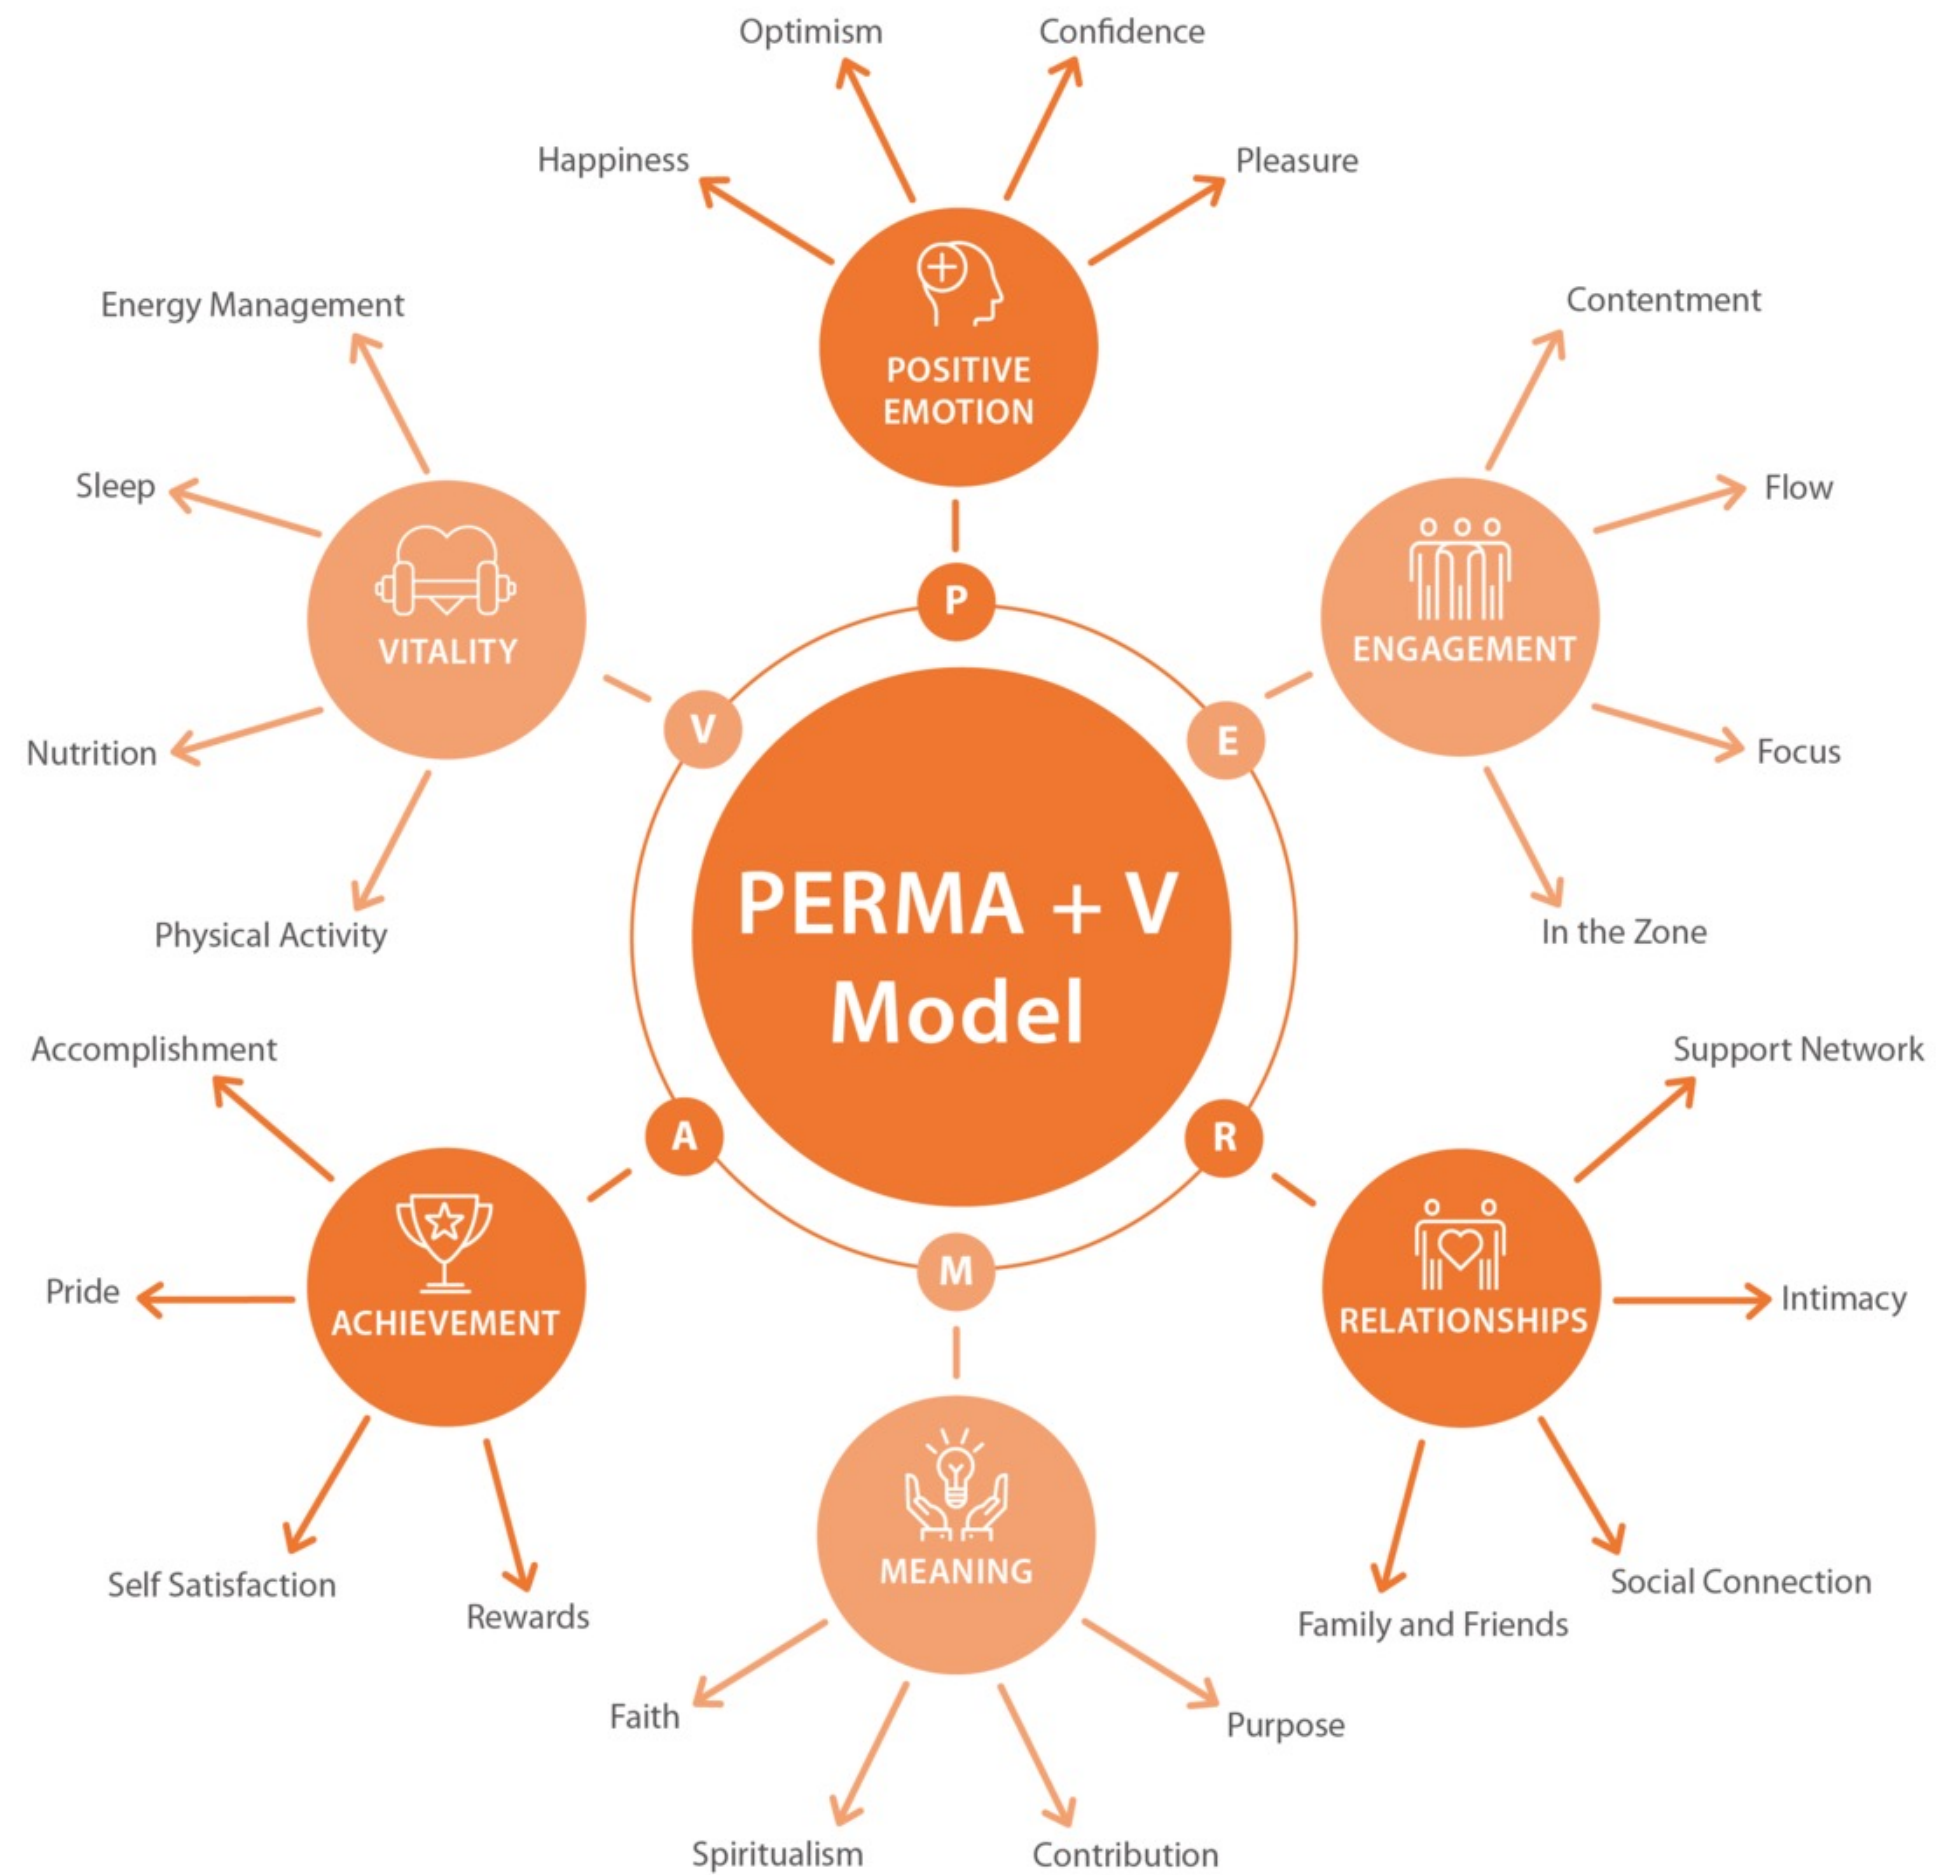 Optimism
Confidence
Happiness
Pleasure
POSITIVE
EMOTION
Energy Management
Sleep
VITALITY
Nutrition
Physical Activity
Contentment
Flow
ENGAGEMENT
Focus
In the Zone
P
V
E
PERMA + V
Model
A
R
M
Accomplishment
Pride
ACHIEVEMENT
Self Satisfaction
Rewards
Support Network
Intimacy
RELATIONSHIPS
Social Connection
Family and Friends
MEANING
Faith
Purpose
Spiritualism
Contribution